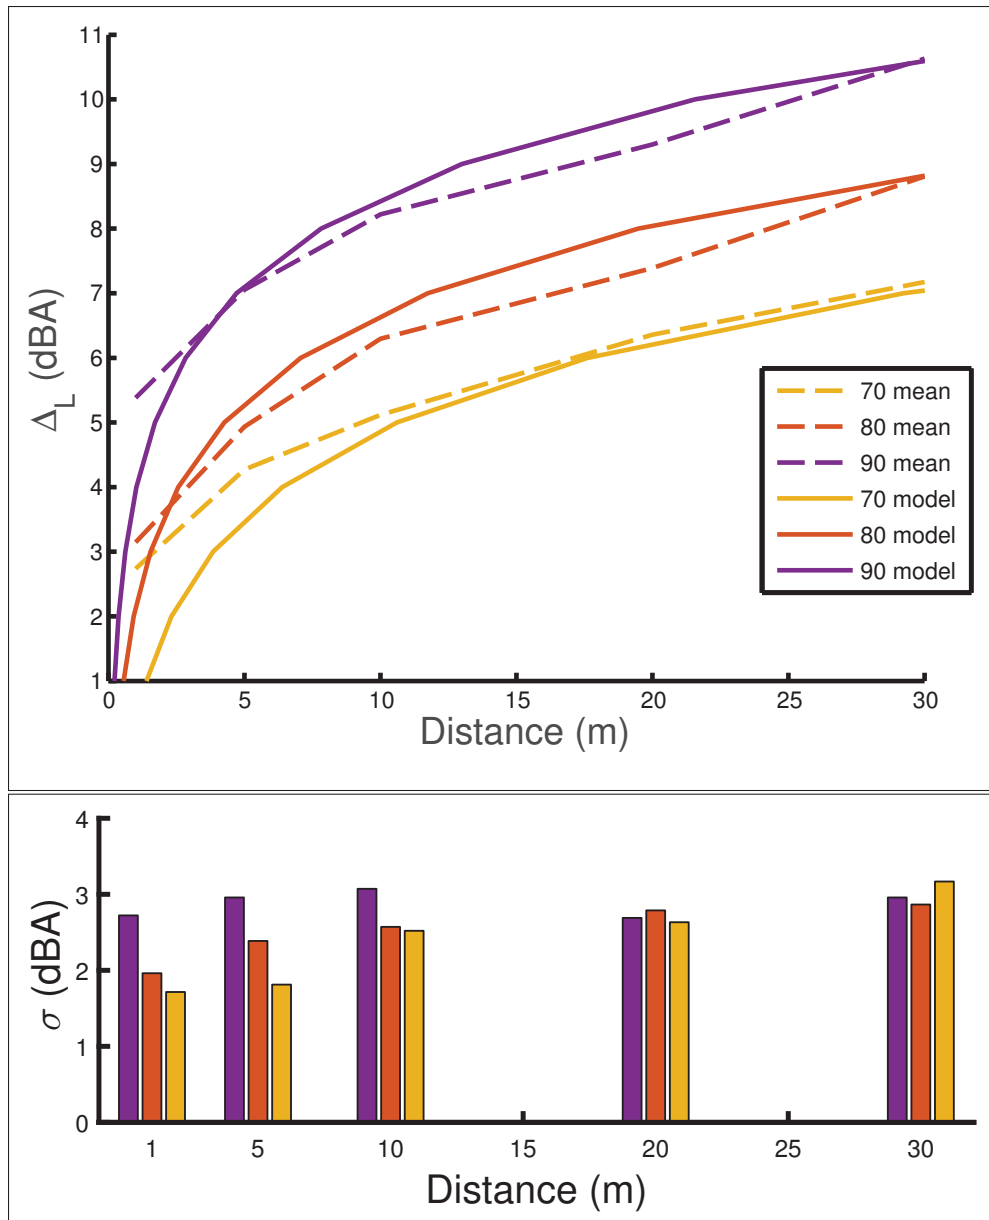 11
10
9
8
7
6
5
4
3
2
1
Δ_L (dBA)
0 5 10 15 20 25 30
Distance (m)
70 mean
80 mean
90 mean
70 model
80 model
90 model
4
3
2
1
0
σ (dBA)
1 5 10 15 20 25 30
Distance (m)